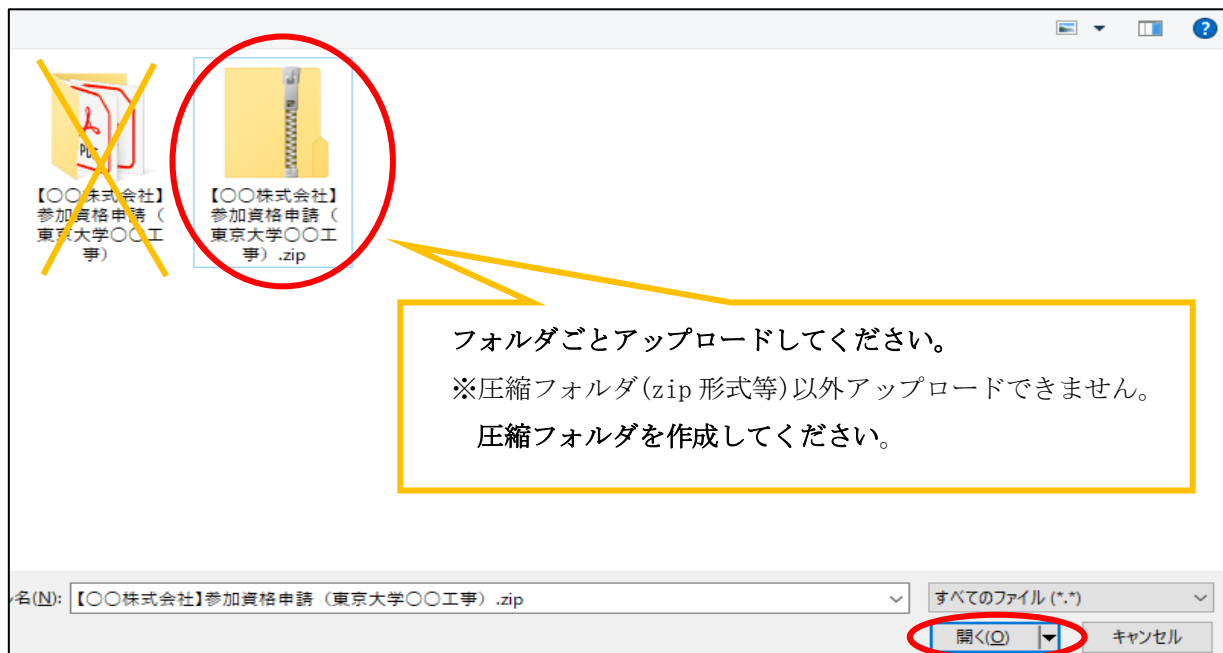 PDF
【〇〇株式会社】
参加資格申請（
東京大学〇〇工
事）
【〇〇株式会社】
参加資格申請（
東京大学〇〇工
事）.zip
フォルダごとアップロードしてください。
※圧縮フォルダ(zip 形式等)以外アップロードできません。
圧縮フォルダを作成してください。
ル名(N): 【〇〇株式会社】参加資格申請（東京大学〇〇工事）.zip
すべてのファイル (*.*)
開く(O)
キャンセル